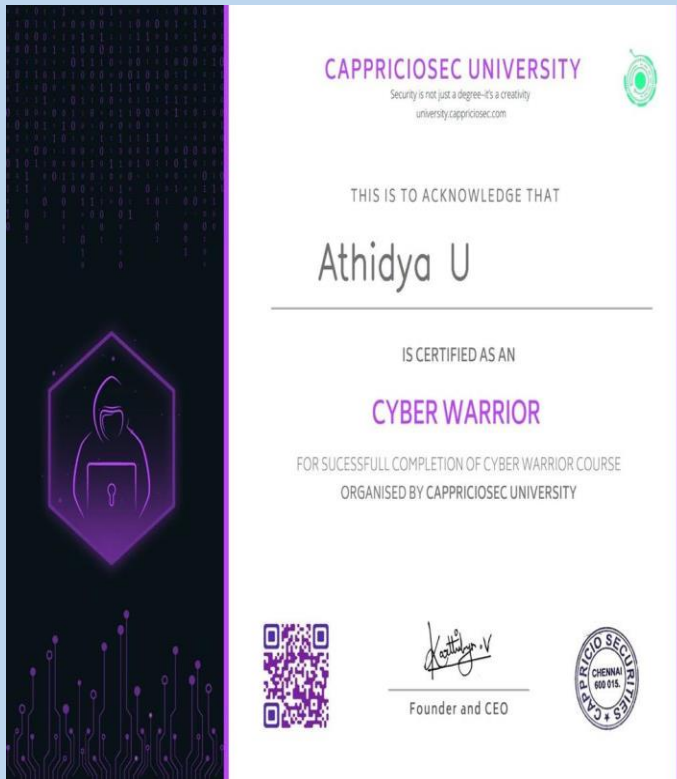 CAPPRICIOSEC UNIVERSITY
Security is not just a degree-it's a creativity
university.cappriciosec.com
THIS IS TO ACKNOWLEDGE THAT
Athidya U
IS CERTIFIED AS AN
CYBER WARRIOR
FOR SUCESSFULL COMPLETION OF CYBER WARRIOR COURSE
ORGANISED BY CAPPRICIOSEC UNIVERSITY
Karthikeyan.V
Founder and CEO
CAPPRICIO SECURITIES
CHENNAI
600 015.